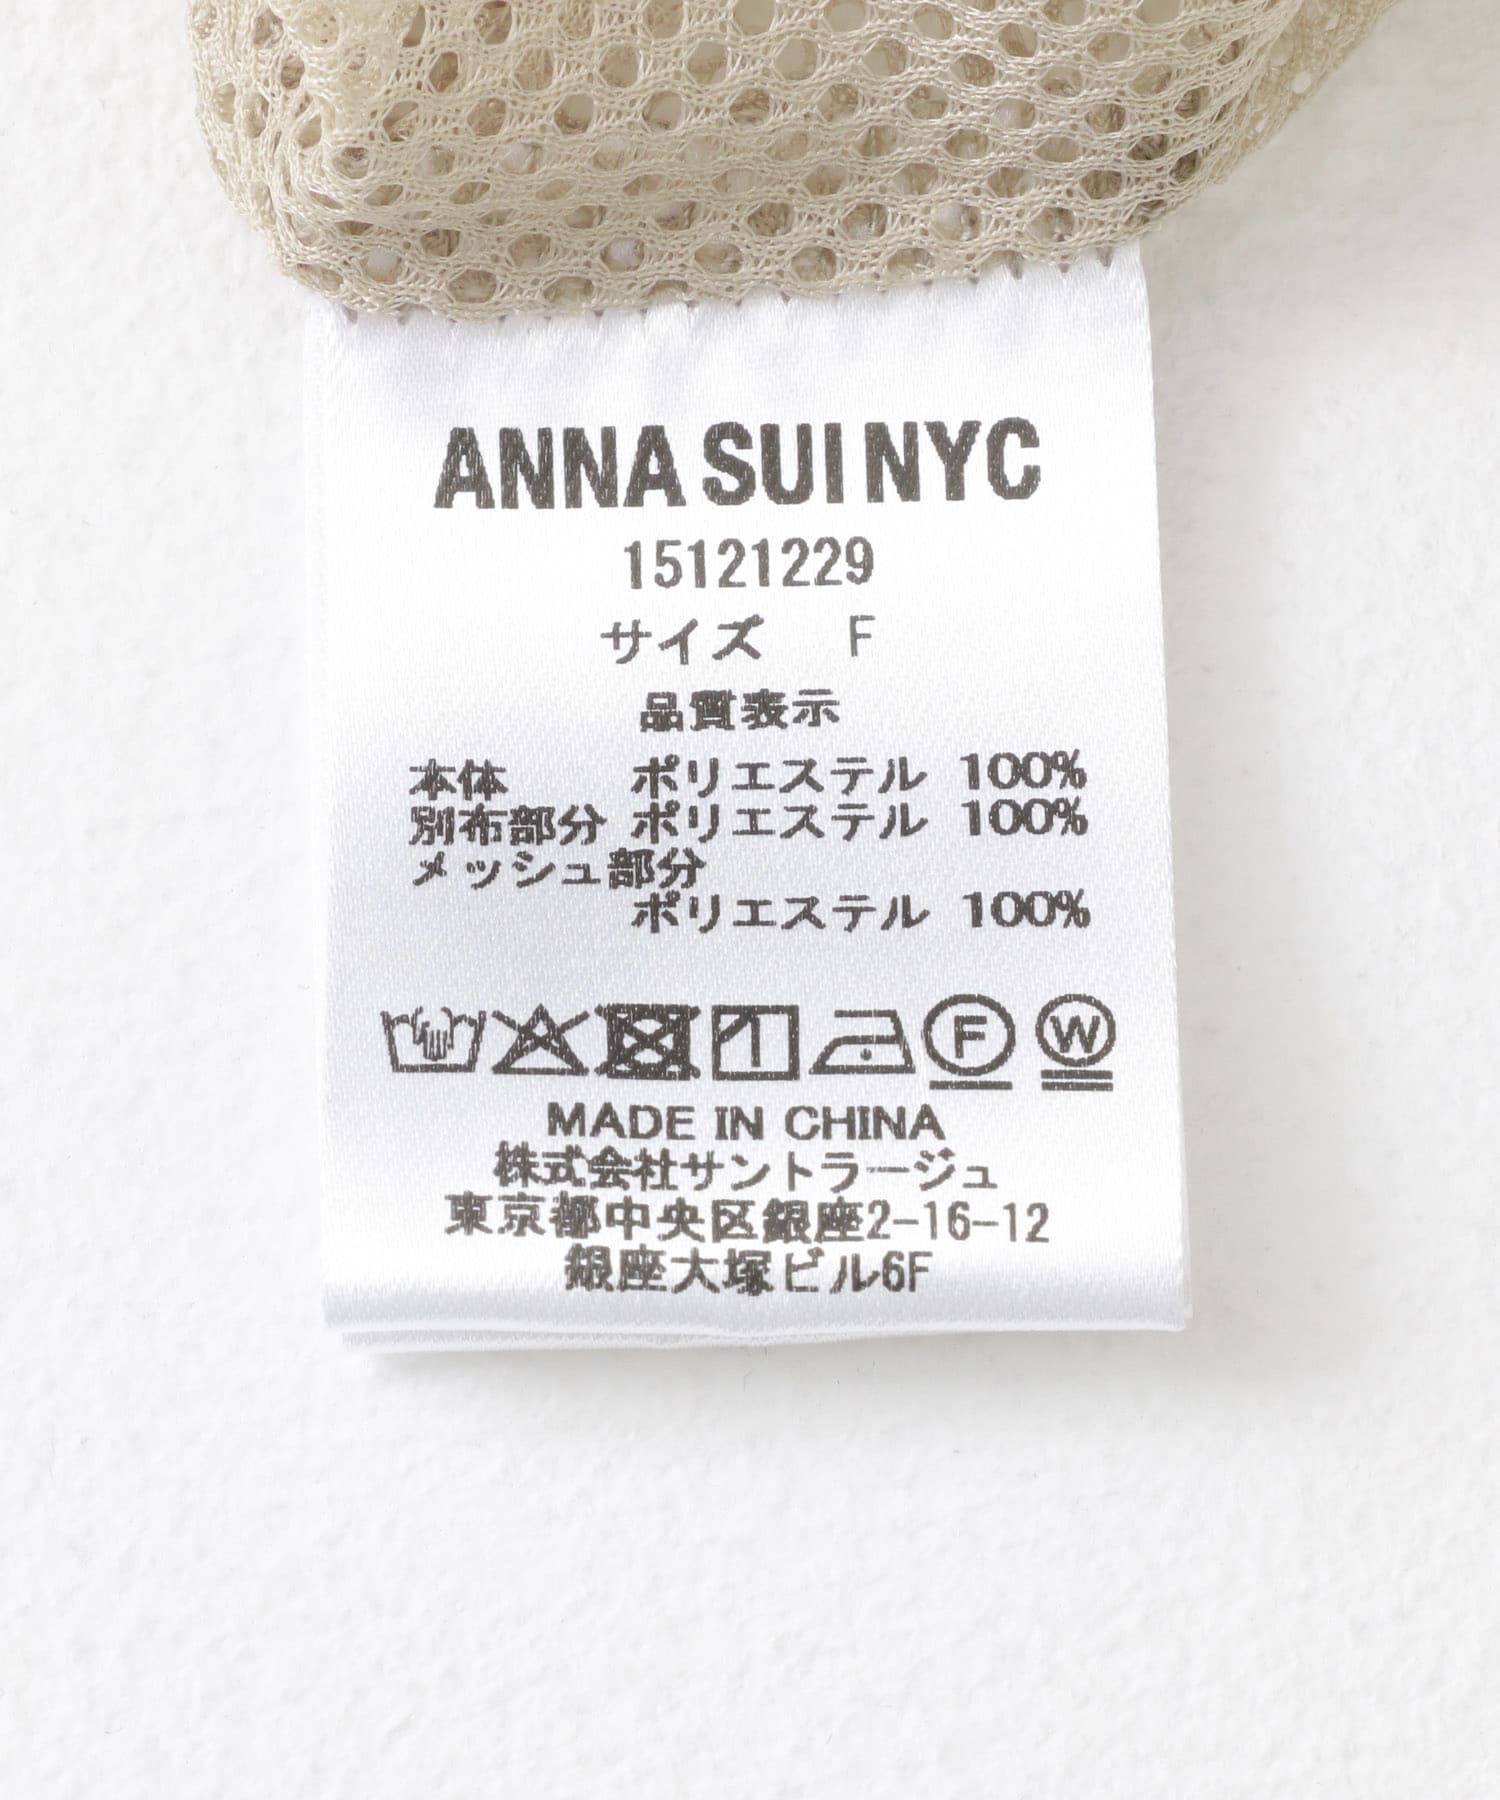 ANNA SUI NYC
15121229
サイズ F
品質表示
本体 ポリエステル 100%
別布部分 ポリエステル 100%
メッシュ部分
ポリエステル 100%
F W
MADE IN CHINA
株式会社サントラージュ
東京都中央区銀座2-16-12
銀座大塚ビル6F